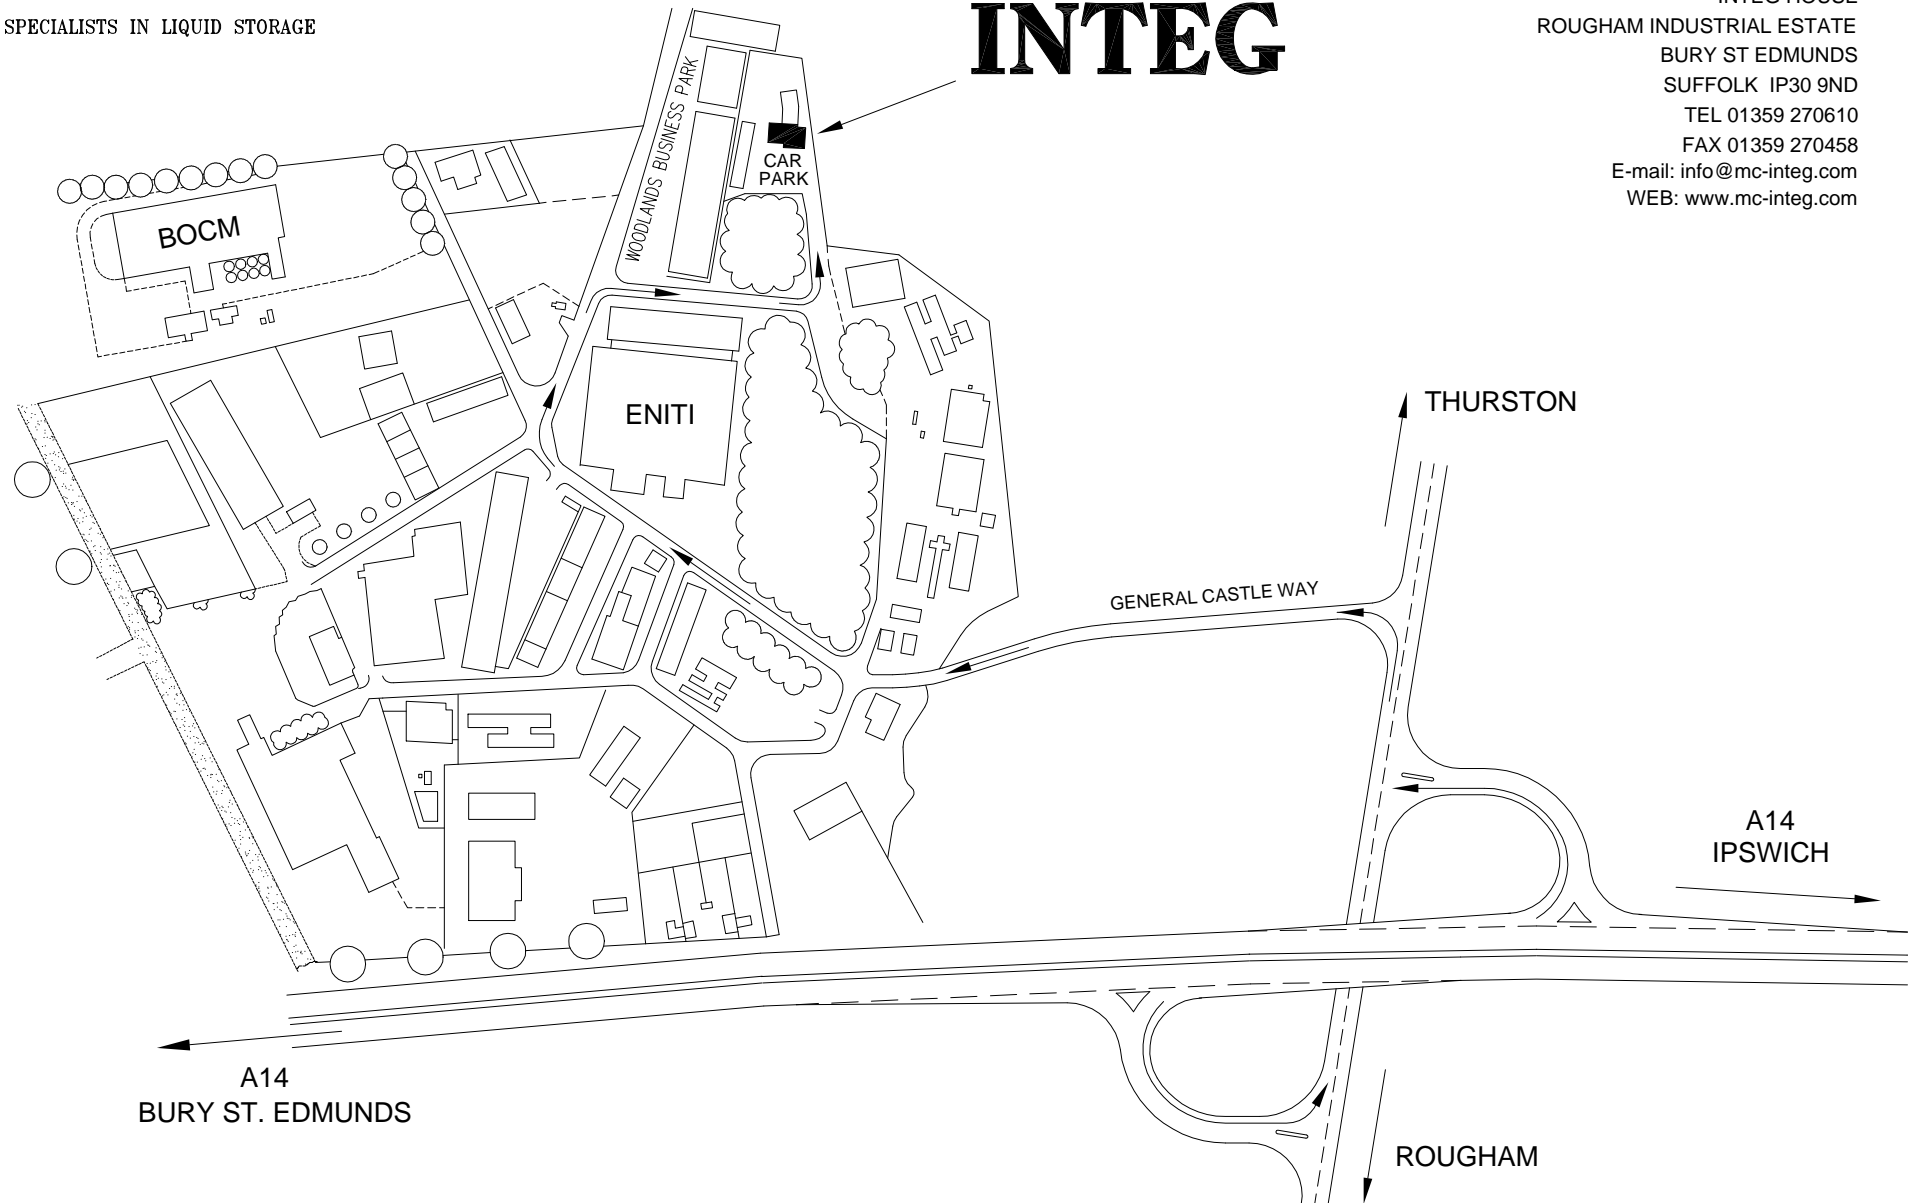 SPECIALISTS IN LIQUID STORAGE
INTEG
INTEG HOUSE
ROUGHAM INDUSTRIAL ESTATE
BURY ST EDMUNDS
SUFFOLK IP30 9ND
TEL 01359 270610
FAX 01359 270458
E-mail: info@mc-integ.com
WEB: www.mc-integ.com
WOODLANDS BUSINESS PARK
CAR
PARK
BOCM
ENITI
THURSTON
GENERAL CASTLE WAY
A14
IPSWICH
A14
BURY ST. EDMUNDS
ROUGHAM